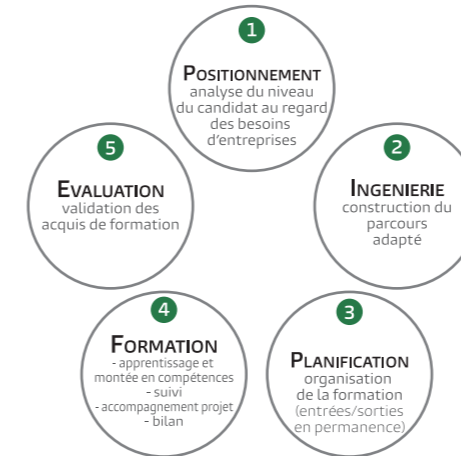 1
POSITIONNEMENT
analyse du niveau
du candidat au regard
des besoins
d'entreprises
2
INGENIERIE
construction du
parcours
adapté
3
PLANIFICATION
organisation
de la formation
(entrées/sorties
en permanence)
4
FORMATION
- apprentissage et
montée en compétences
- suivi
- accompagnement projet
- bilan
5
EVALUATION
validation des
acquis de formation